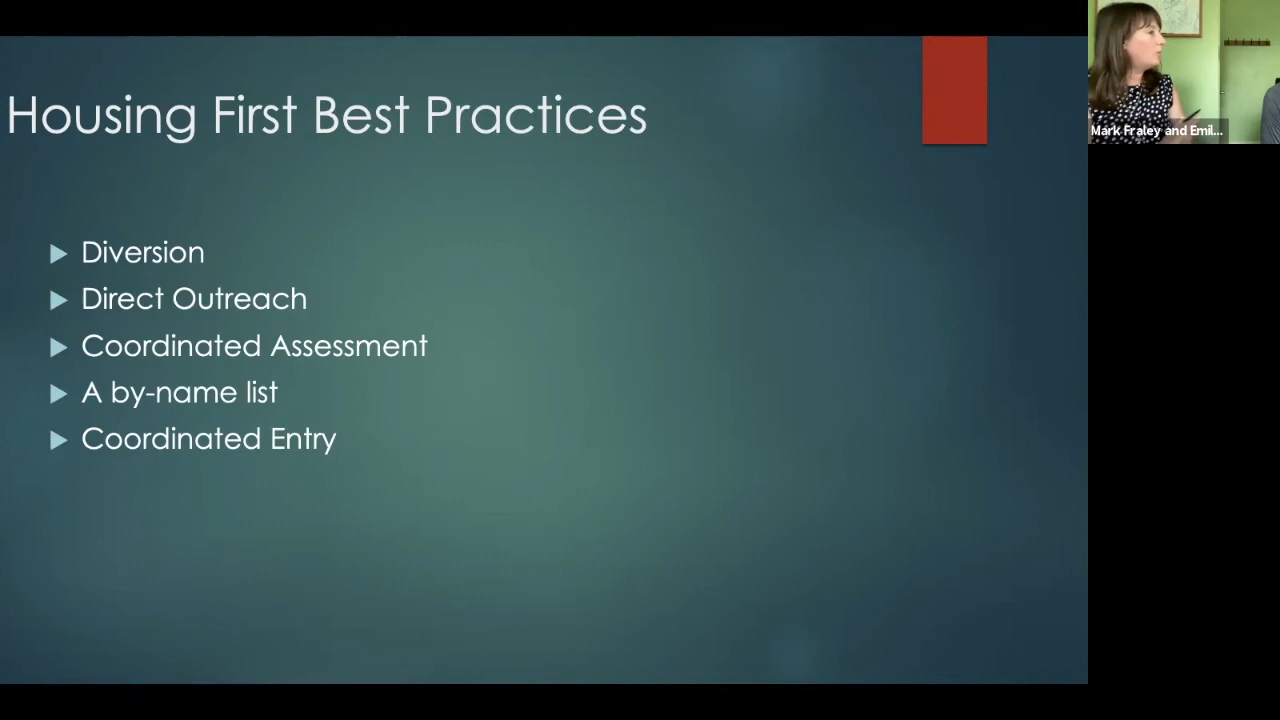 Housing First Best Practices
Diversion
Direct Outreach
Coordinated Assessment
A by-name list
Coordinated Entry
Mark Fraley and Emil...